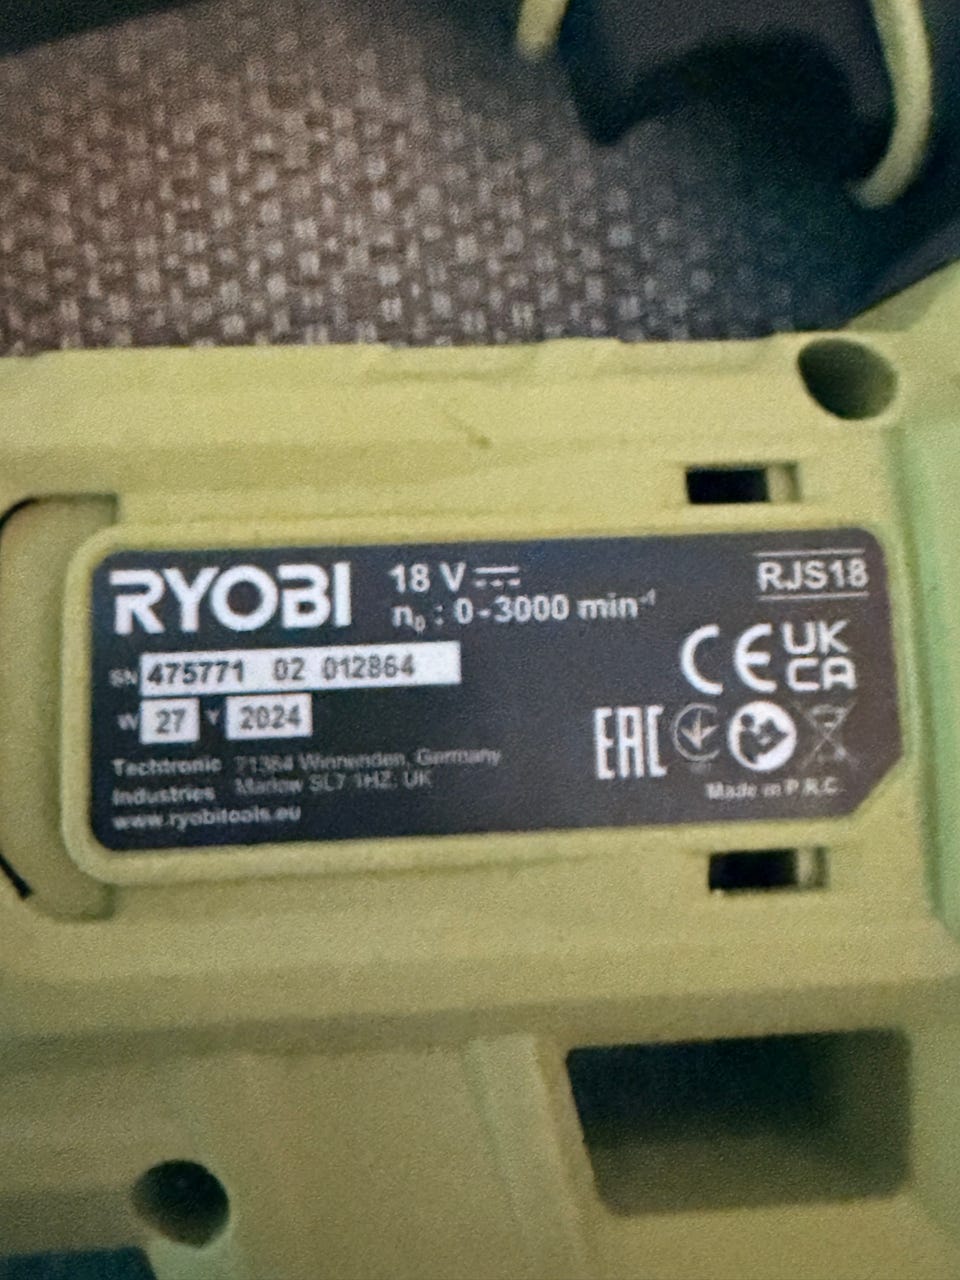 RYOBI
18 V
n₀ : 0-3000 min⁻¹
RJS18
SN 475771 02 012864
W 27 Y 2024
CE UK CA
EAC
Techtronic Industries
71364 Winnenden, Germany
Marlow SL7 1HZ, UK
www.ryobitools.eu
Made in P.R.C.